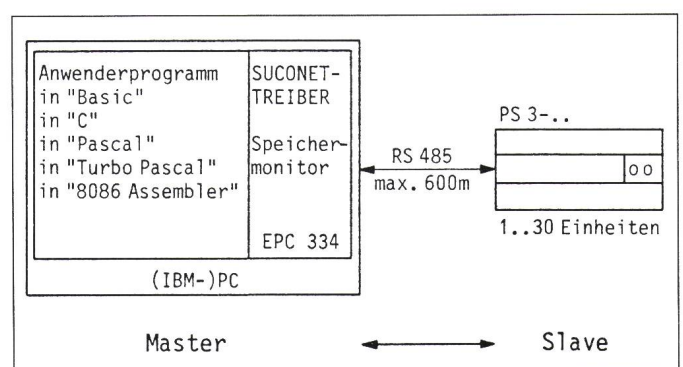 Anwenderprogramm
in "Basic"
in "C"
in "Pascal"
in "Turbo Pascal"
in "8086 Assembler"
SUCONET-
TREIBER
Speicher-
monitor
EPC 334
(IBM-)PC
RS 485
max. 600m
PS 3-..
oo
1..30 Einheiten
Master
Slave